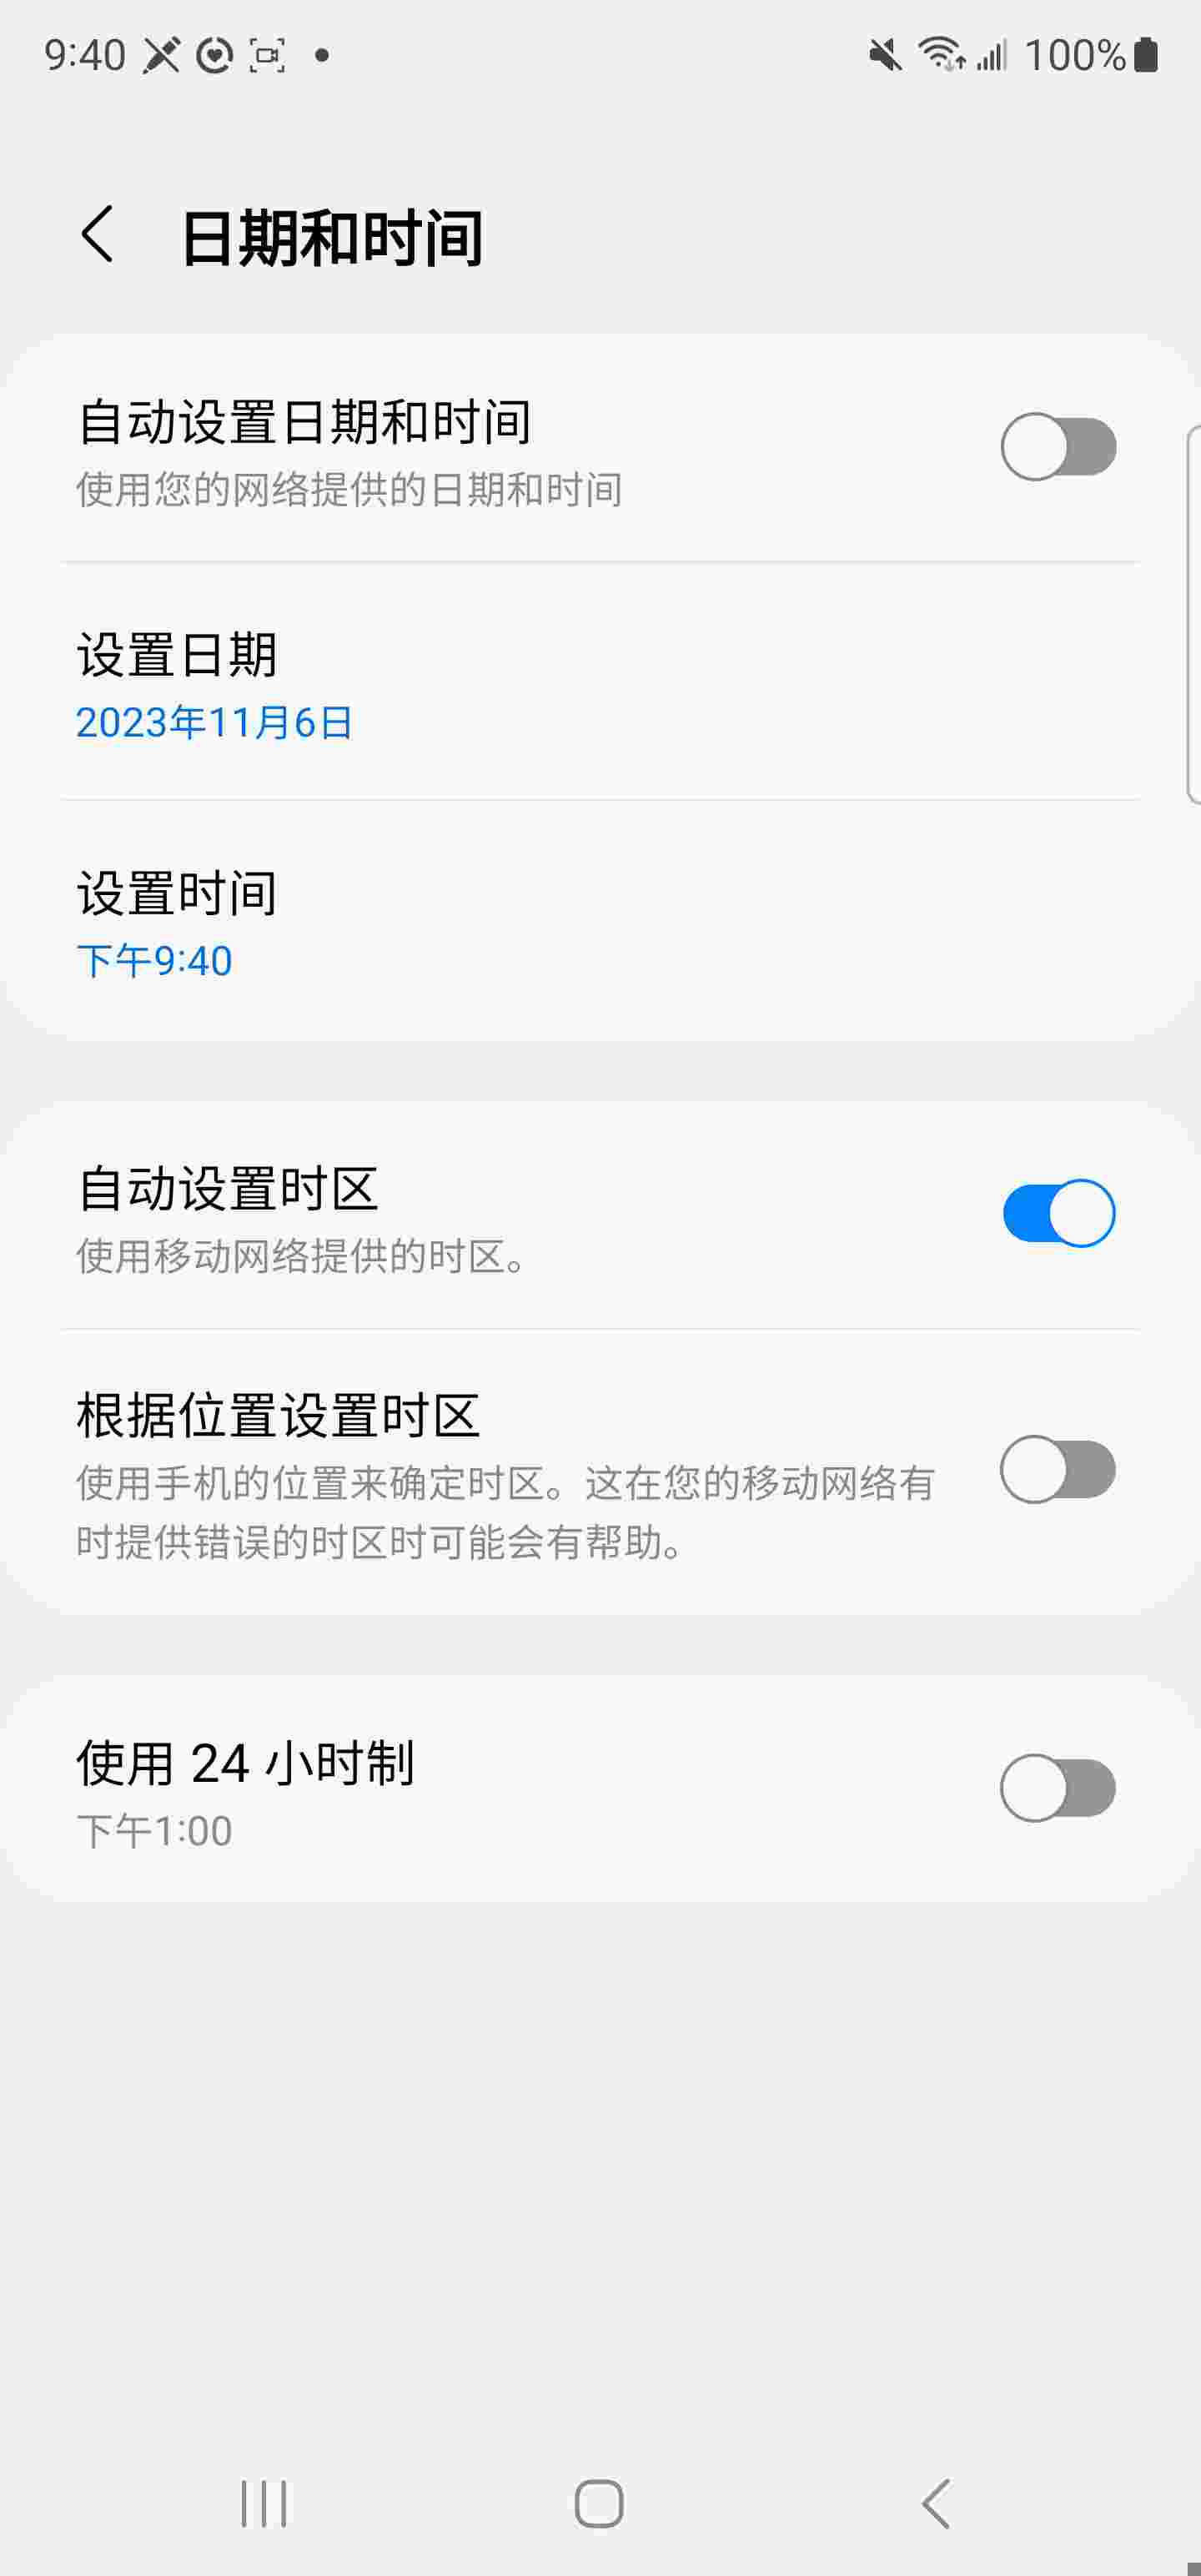 9:40
100%
日期和时间
自动设置日期和时间
使用您的网络提供的日期和时间
设置日期
2023年11月6日
设置时间
下午9:40
自动设置时区
使用移动网络提供的时区。
根据位置设置时区
使用手机的位置来确定时区。这在您的移动网络有
时提供错误的时区时可能会有帮助。
使用 24 小时制
下午1:00